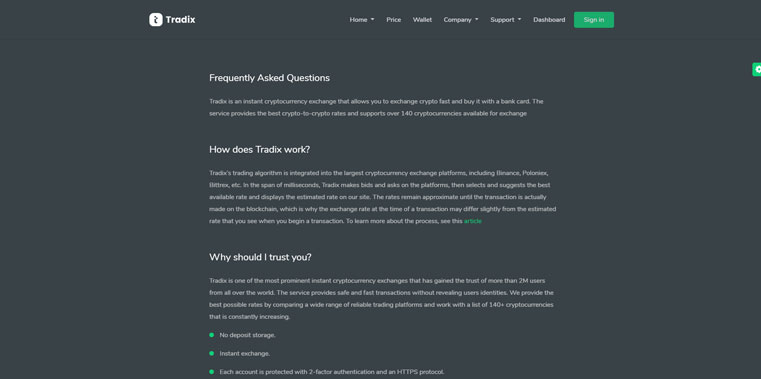 Tradix
Home
Price
Wallet
Company
Support
Dashboard
Sign in
Frequently Asked Questions
Tradix is an instant cryptocurrency exchange that allows you to exchange crypto fast and buy it with a bank card. The
service provides the best crypto-to-crypto rates and supports over 140 cryptocurrencies available for exchange
How does Tradix work?
Tradix's trading algorithm is integrated into the largest cryptocurrency exchange platforms, including Binance, Poloniex,
Bittrex, etc. In the span of milliseconds, Tradix makes bids and asks on the platforms, then selects and suggests the best
available rate and displays the estimated rate on our site. The rates remain approximate until the transaction is actually
made on the blockchain, which is why the exchange rate at the time of a transaction may differ slightly from the estimated
rate that you see when you begin a transaction. To learn more about the process, see this article
Why should I trust you?
Tradix is one of the most prominent instant cryptocurrency exchanges that has gained the trust of more than 2M users
from all over the world. The service provides safe and fast transactions without revealing users identities. We provide the
best possible rates by comparing a wide range of reliable trading platforms and work with a list of 140+ cryptocurrencies
that is constantly increasing.
No deposit storage.
Instant exchange.
Each account is protected with 2-factor authentication and an HTTPS protocol.